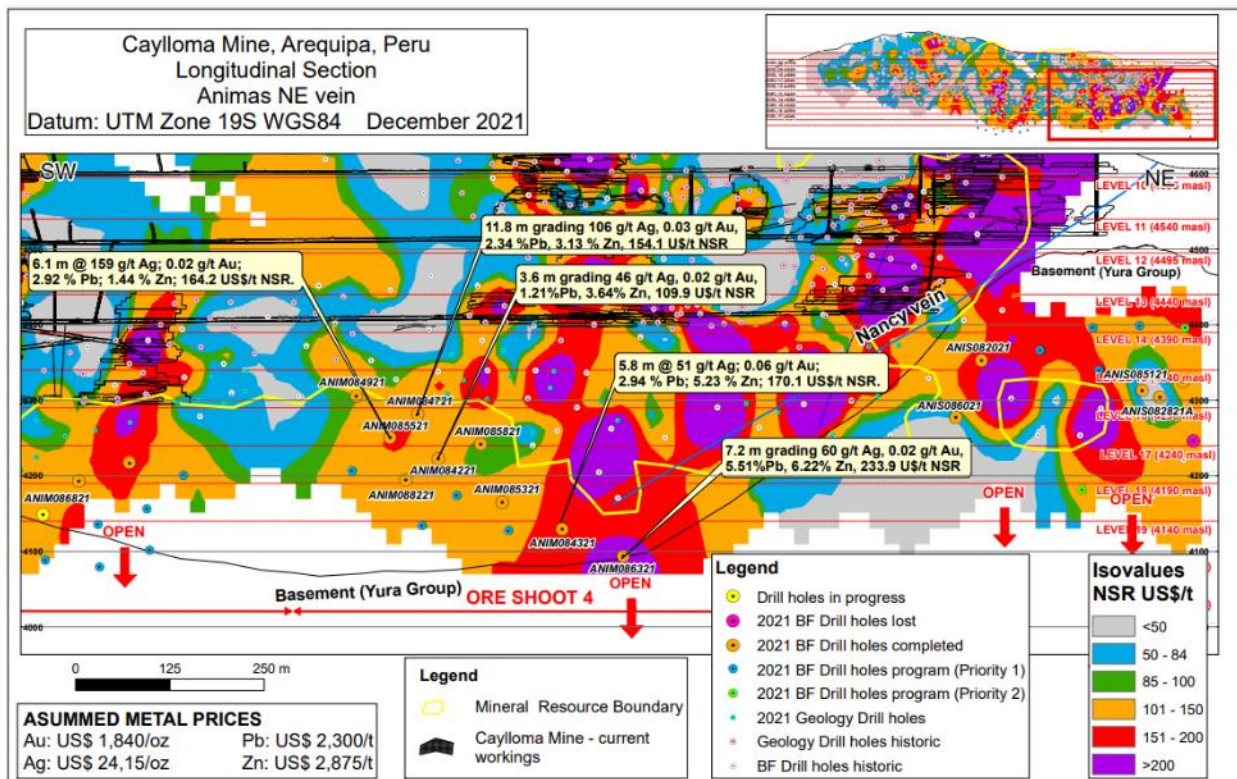 Caylloma Mine, Arequipa, Peru
Longitudinal Section
Animas NE vein
Datum: UTM Zone 19S WGS84 December 2021
SW
NE
4600
LEVEL 11 (4540 masl)
4500
LEVEL 12 (4495 masl)
Basement (Yura Group)
LEVEL 13 (4440 masl)
4400
LEVEL 14 (4390 masl)
11.8 m grading 106 g/t Ag, 0.03 g/t Au,
2.34 %Pb, 3.13 % Zn, 154.1 U$/t NSR
6.1 m @ 159 g/t Ag; 0.02 g/t Au;
2.92 % Pb; 1.44 % Zn; 164.2 US$/t NSR.
3.6 m grading 46 g/t Ag, 0.02 g/t Au,
1.21%Pb, 3.64% Zn, 109.9 U$/t NSR
Nancy vein
5.8 m @ 51 g/t Ag; 0.06 g/t Au;
2.94 % Pb; 5.23 % Zn; 170.1 US$/t NSR.
7.2 m grading 60 g/t Ag, 0.02 g/t Au,
5.51%Pb, 6.22% Zn, 233.9 U$/t NSR
ANIS082021
ANIM084921
ANIS085121
4300
ANIM084721
ANIS086021
ANIS082821A
ANIM085521
ANIM085821
LEVEL 17 (4240 masl)
ANIM084221
4200
ANIM086821
ANIM088221
ANIM085321
LEVEL 18 (4190 masl)
OPEN
OPEN
OPEN
ANIM084321
LEVEL 19 (4140 masl)
4100
4100
ANIM086321
OPEN
Basement (Yura Group)
ORE SHOOT 4
4000
0 125 250 m
Legend
Mineral Resource Boundary
Caylloma Mine - current
workings
Legend
Drill holes in progress
2021 BF Drill holes lost
2021 BF Drill holes completed
2021 BF Drill holes program (Priority 1)
2021 BF Drill holes program (Priority 2)
2021 Geology Drill holes
Geology Drill holes historic
BF Drill holes historic
Isovalues
NSR US$/t
<50
50 - 84
85 - 100
101 - 150
151 - 200
>200
ASUMMED METAL PRICES
Au: US$ 1,840/oz Pb: US$ 2,300/t
Ag: US$ 24,15/oz Zn: US$ 2,875/t